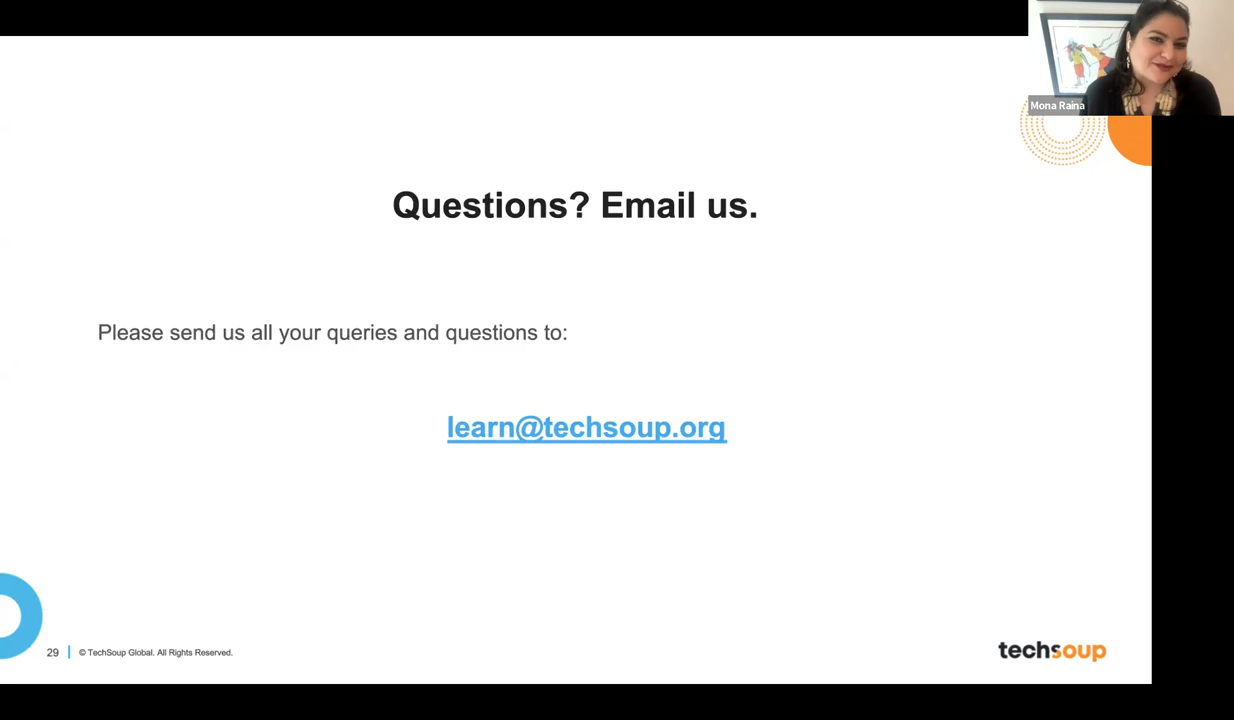 Mona Raina
Questions? Email us.
Please send us all your queries and questions to:
learn@techsoup.org
29
© TechSoup Global. All Rights Reserved.
techsoup